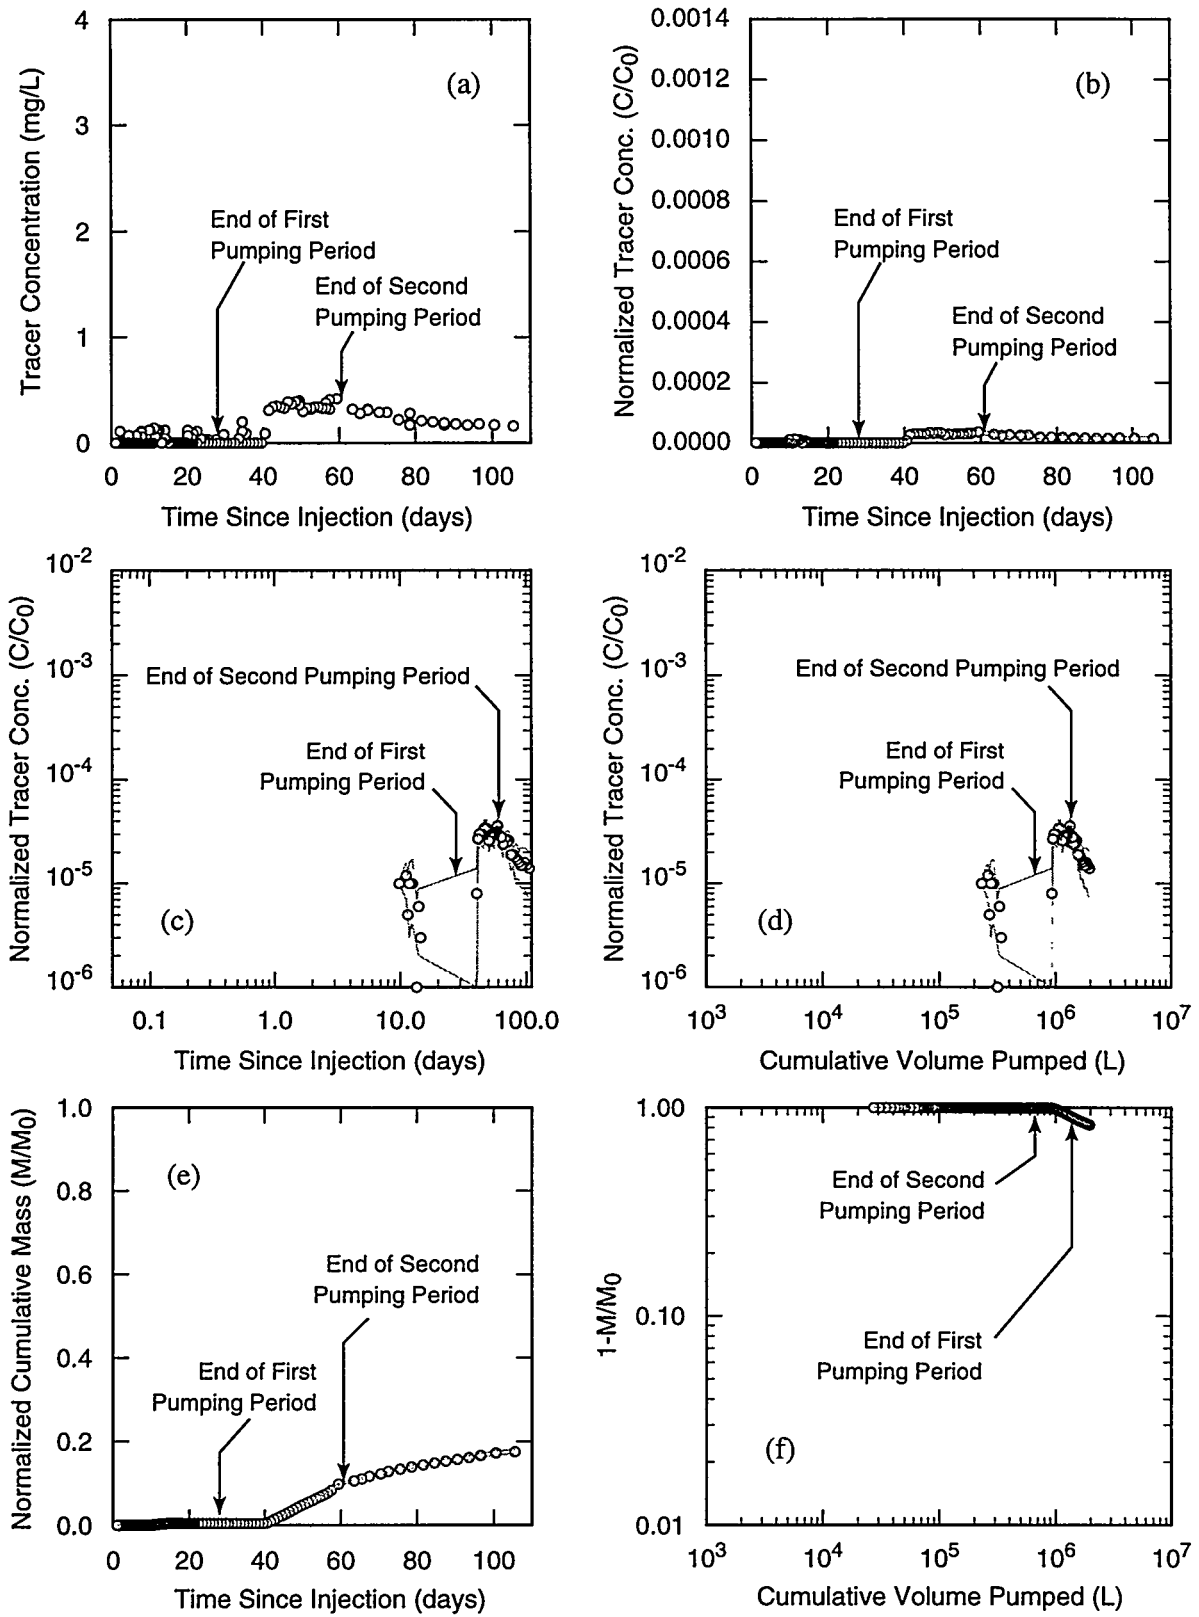 Tracer Concentration (mg/L)
4
3
2
1
0
(a)
End of First
Pumping Period
End of Second
Pumping Period
0 20 40 60 80 100
Time Since Injection (days)
Normalized Tracer Conc. (C/C0)
0.0014
0.0012
0.0010
0.0008
0.0006
0.0004
0.0002
0.0000
(b)
End of First
Pumping Period
End of Second
Pumping Period
0 20 40 60 80 100
Time Since Injection (days)
Normalized Tracer Conc. (C/C0)
10-2
10-3
10-4
10-5
10-6
End of Second Pumping Period
End of First
Pumping Period
(c)
0.1 1.0 10.0 100.0
Time Since Injection (days)
Normalized Tracer Conc. (C/C0)
10-2
10-3
10-4
10-5
10-6
End of Second Pumping Period
End of First
Pumping Period
(d)
103 104 105 106 107
Cumulative Volume Pumped (L)
Normalized Cumulative Mass (M/M0)
1.0
0.8
0.6
0.4
0.2
0.0
(e)
End of Second
Pumping Period
End of First
Pumping Period
0 20 40 60 80 100
Time Since Injection (days)
1-M/M0
1.00
0.10
0.01
End of Second
Pumping Period
End of First
Pumping Period
(f)
103 104 105 106 107
Cumulative Volume Pumped (L)